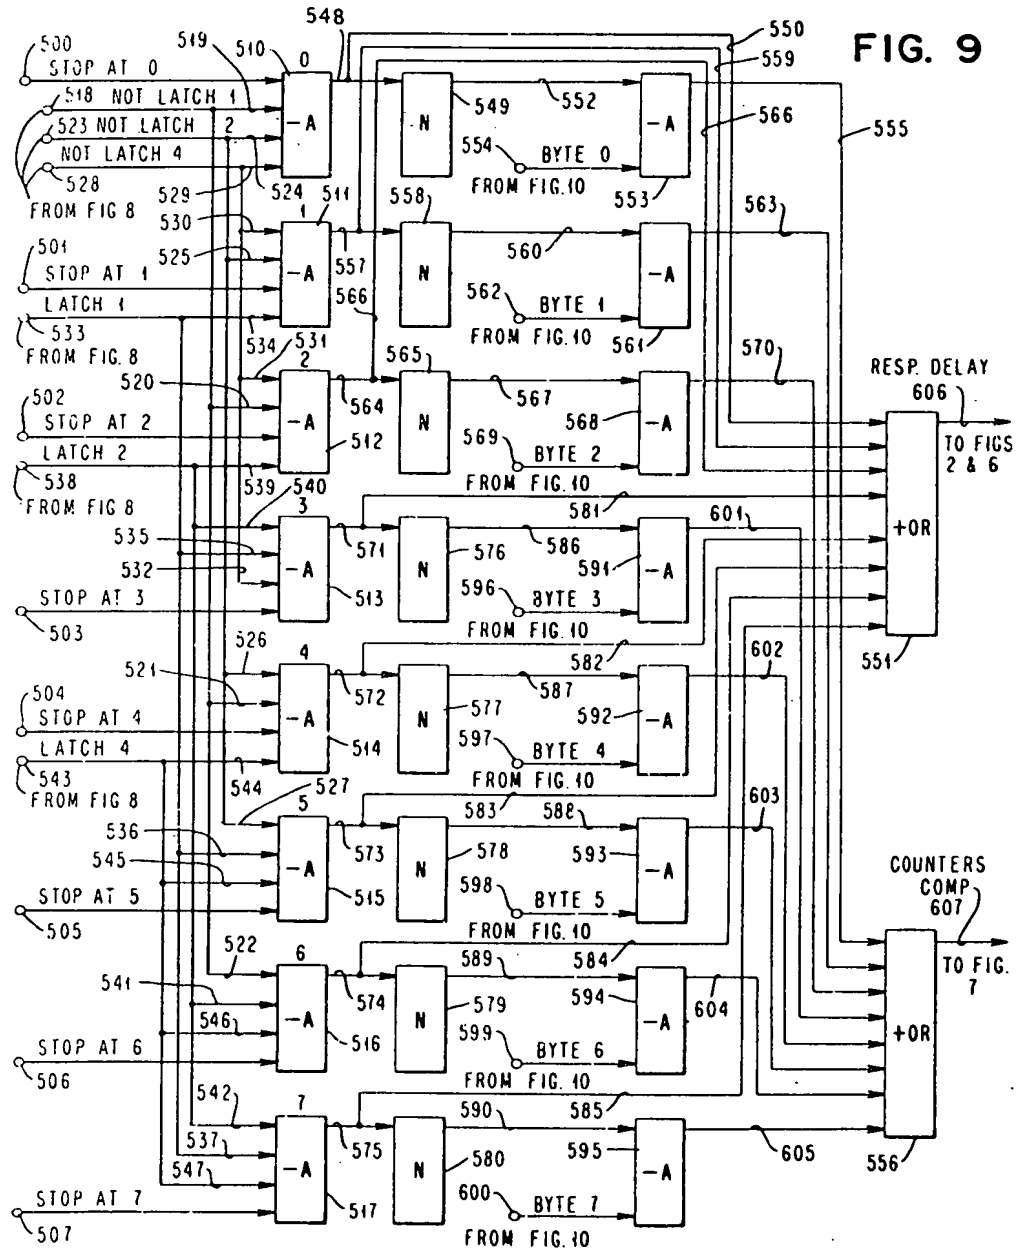 FIG. 9
500
STOP AT 0
519
510
0
548
550
559
518 NOT LATCH 1
523 NOT LATCH 2
NOT LATCH 4
528
529
524
FROM FIG 8
-A
N
549
552
554
BYTE 0
FROM FIG.10
-A
553
566
555
530
511
1
558
501
525
STOP AT 1
-A
557
N
560
-A
563
LATCH 1
533
FROM FIG. 8
534
531
566
562
BYTE 1
FROM FIG.10
561
565
570
520
2
502
STOP AT 2
-A
564
N
567
568
-A
RESP. DELAY
606
TO FIGS
2 & 6
LATCH 2
538
FROM FIG 8
539
512
569
BYTE 2
FROM FIG.10
540
3
581
601
+OR
535
532
-A
571
576
N
586
591
-A
STOP AT 3
503
513
596
BYTE 3
FROM FIG.10
551
526
4
582
602
521
504
STOP AT 4
-A
572
577
N
587
592
-A
LATCH 4
543
FROM FIG 8
544
514
597
BYTE 4
FROM FIG.10
527
5
583
588
603
536
545
-A
573
578
N
593
-A
STOP AT 5
505
515
598
BYTE 5
FROM FIG.10
COUNTERS
COMP
607
TO FIG.
7
522
6
589
584
541
546
-A
574
579
N
594
-A
604
+OR
STOP AT 6
506
516
599
BYTE 6
FROM FIG.10
542
7
590
585
537
547
-A
575
N
580
595
-A
605
556
STOP AT 7
507
517
600
BYTE 7
FROM FIG.10